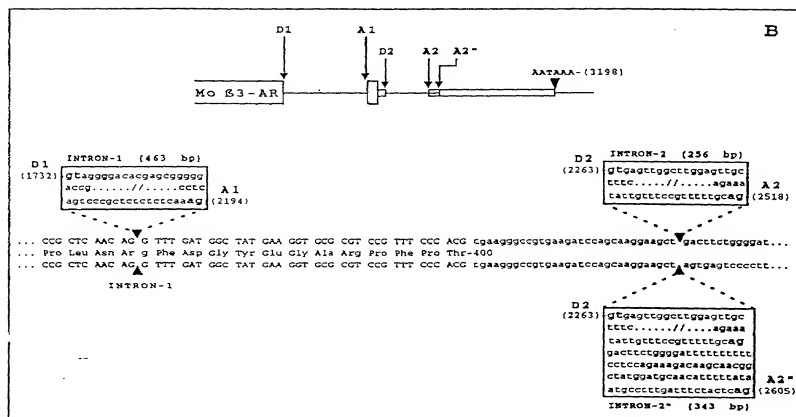 B
D1
A1
D2
A2
A2"
AATAAA-(3198)
Mo ß3-AR
D1
(1732)
INTRON-1 (463 bp)
gtaggggacacgagcggggg
accg......//.....cctc
agtcccgctctctctcaaag
A1
(2194)
D2
(2263)
INTRON-2 (256 bp)
gtgagttggcttggagttgc
tttc......//....agaaa
tattgtttccgtttttgcag
A2
(2518)
... CCG CTC AAC AG G TTT GAT GGC TAT GAA GGT GCG CGT CCG TTT CCC ACG tgaagggccgtgaagatccagcaaggaagct gacttctggggat...
... Pro Leu Asn Ar g Phe Asp Gly Tyr Glu Gly Ala Arg Pro Phe Pro Thr-400
... CCG CTC AAC AG G TTT GAT GGC TAT GAA GGT GCG CGT CCG TTT CCC ACG tgaagggccgtgaagatccagcaaggaagct agtgagtcccccttt...
INTRON-1
D2
(2263)
gtgagttggcttggagttgc
tttc......//....agaaa
tattgtttccgtttttgcag
gacttctggggatttttttttt
cctccagaaagacaagcaacgg
ctatggatgcaacatttttata
atgcccttttgatttctactcag
A2"
(2605)
INTRON-2" (343 bp)